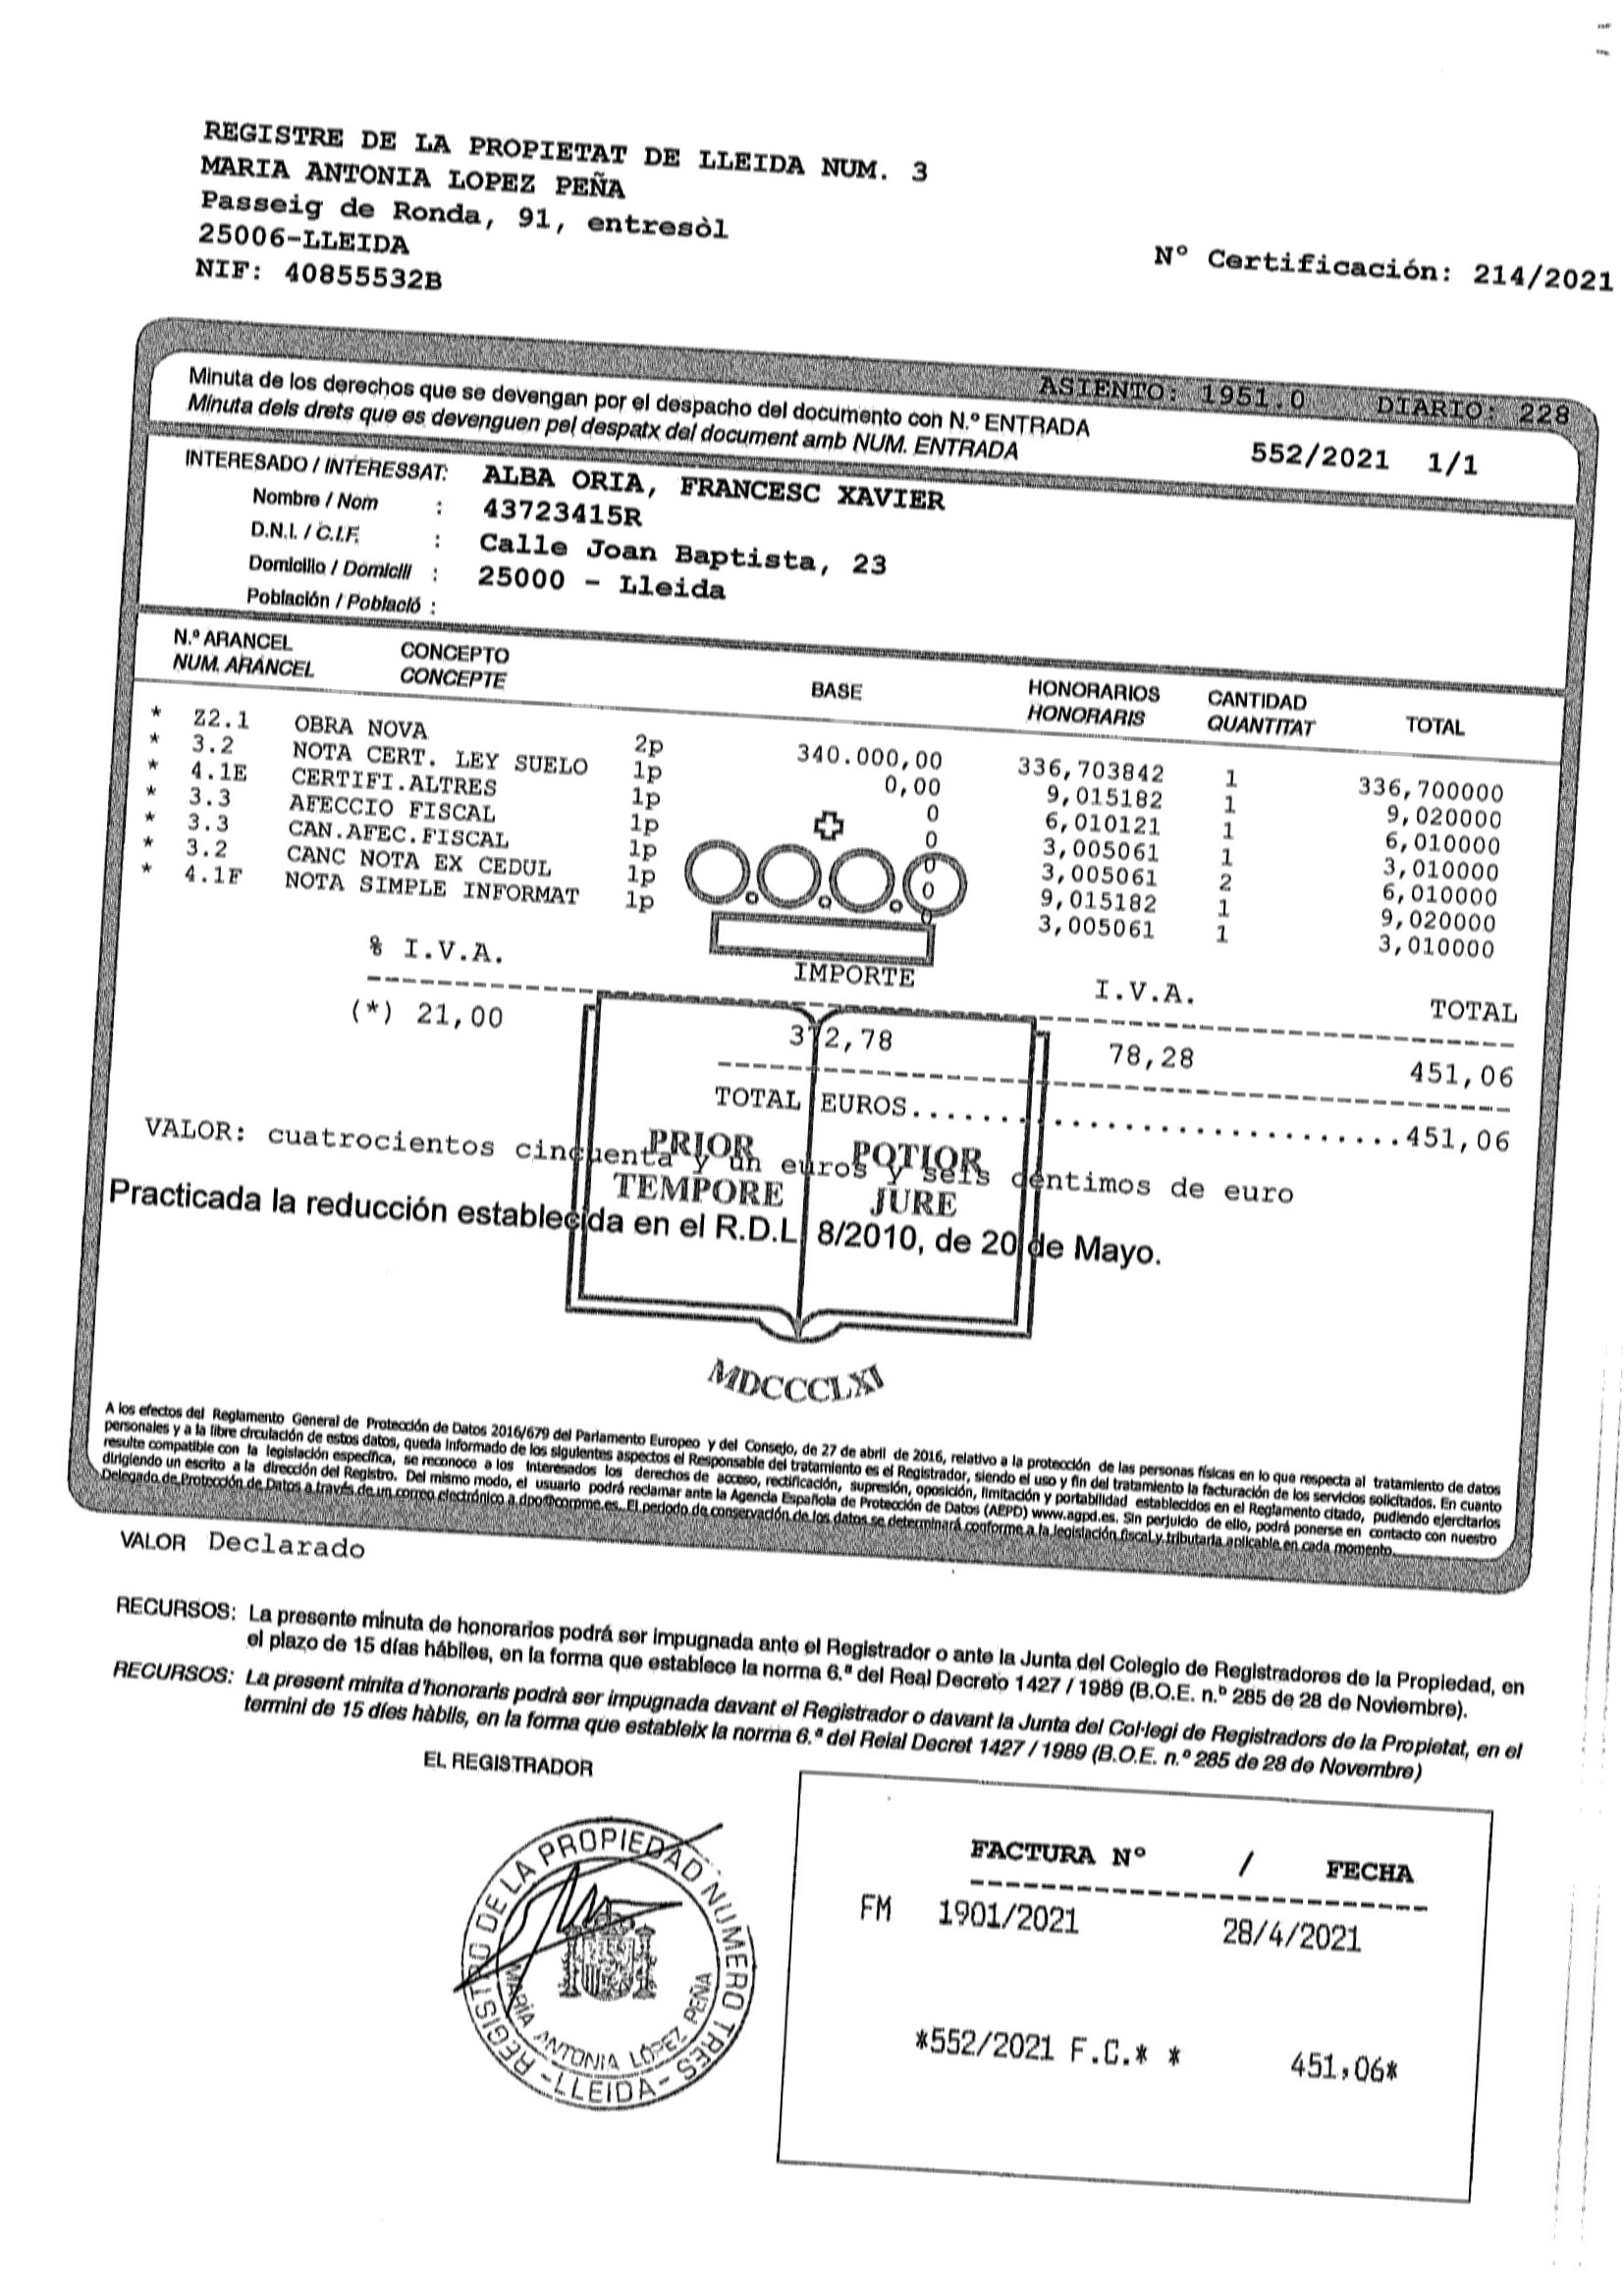 REGISTRE DE LA PROPIETAT DE LLEIDA NUM. 3
MARIA ANTONIA LOPEZ PEÑA
Passeig de Ronda, 91, entresòl
25006-LLEIDA
NIF: 40855532B
Nº Certificación: 214/2021
ASIENTO: 1951.0 DIARIO: 228
Minuta de los derechos que se devengan por el despacho del documento con N.º ENTRADA
Minuta dels drets que es devenguen pel despatx del document amb NUM. ENTRADA
552/2021 1/1
INTERESADO / INTERESSAT: ALBA ORIA, FRANCESC XAVIER
Nombre / Nom : 43723415R
D.N.I. / C.I.F. : Calle Joan Baptista, 23
Domicilio / Domicili : 25000 - Lleida
Población / Població :
N.º ARANCEL CONCEPTO BASE HONORARIOS CANTIDAD TOTAL
NUM. ARANCEL CONCEPTE HONORARIS QUANTITAT
* Z2.1 OBRA NOVA 2p 340.000,00 336,703842 1 336,700000
* 3.2 NOTA CERT. LEY SUELO 1p 0,00 9,015182 1 9,020000
* 4.1E CERTIFI.ALTRES 1p 0 6,010121 1 6,010000
* 3.3 AFECCIO FISCAL 1p 0 3,005061 1 3,010000
* 3.3 CAN.AFEC.FISCAL 1p 0 3,005061 2 6,010000
* 3.2 CANC NOTA EX CEDUL 1p 0 9,015182 1 9,020000
* 4.1F NOTA SIMPLE INFORMAT 1p 0 3,005061 1 3,010000
% I.V.A. IMPORTE I.V.A. TOTAL
(*) 21,00 372,78 78,28 451,06
TOTAL EUROS...................................451,06
VALOR: cuatrocientos cincuenta y un euros y seis céntimos de euro
PRIOR POTIOR
TEMPORE JURE
Practicada la reducción establecida en el R.D.L. 8/2010, de 20 de Mayo.
MDCCCLXI
A los efectos del Reglamento General de Protección de Datos 2016/679 del Parlamento Europeo y del Consejo, de 27 de abril de 2016, relativo a la protección de las personas físicas en lo que respecta al tratamiento de datos
personales y a la libre circulación de estos datos, queda informado de los siguientes aspectos el Responsable del tratamiento es el Registrador, siendo el uso y fin del tratamiento la facturación de los servicios solicitados. En cuanto
resulte compatible con la legislación específica, se reconoce a los interesados los derechos de acceso, rectificación, supresión, oposición, limitación y portabilidad establecidos en el Reglamento citado, pudiendo ejercitarlos
dirigiendo un escrito a la dirección del Registro. Del mismo modo, el usuario podrá reclamar ante la Agencia Española de Protección de Datos (AEPD) www.agpd.es. Sin perjuicio de ello, podrá ponerse en contacto con nuestro
Delegado de Protección de Datos a través de un correo electrónico a dpo@corpme.es. El periodo de conservación de los datos se determinará conforme a la legislación fiscal y tributaria aplicable en cada momento.
VALOR Declarado
RECURSOS: La presente minuta de honorarios podrá ser impugnada ante el Registrador o ante la Junta del Colegio de Registradores de la Propiedad, en
el plazo de 15 días hábiles, en la forma que establece la norma 6.ª del Real Decreto 1427 / 1989 (B.O.E. n.º 285 de 28 de Noviembre).
RECURSOS: La present minita d'honoraris podrà ser impugnada davant el Registrador o davant la Junta del Col·legi de Registradors de la Propietat, en el
termini de 15 díes hàbils, en la forma que estableix la norma 6.ª del Reial Decret 1427 / 1989 (B.O.E. n.º 285 de 28 de Novembre)
EL REGISTRADOR
REGISTRO DE LA PROPIEDAD NUMERO TRES
MARÍA ANTONIA LÓPEZ PEÑA
-LLEIDA-
FACTURA Nº / FECHA
FM 1901/2021 28/4/2021
*552/2021 F.C.* * 451,06*